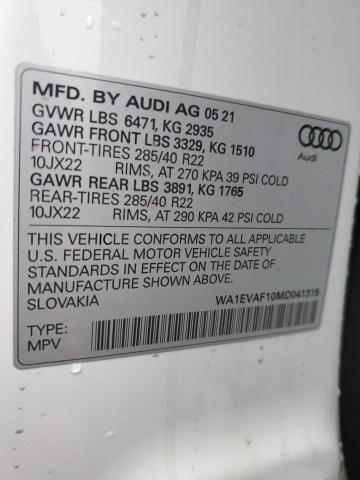 MFD. BY AUDI AG 05 21
GVWR LBS 6471, KG 2935
GAWR FRONT LBS 3329, KG 1510
FRONT-TIRES 285/40 R22
10JX22 RIMS, AT 270 KPA 39 PSI COLD
GAWR REAR LBS 3891, KG 1765
REAR-TIRES 285/40 R22
10JX22 RIMS, AT 290 KPA 42 PSI COLD
Audi
THIS VEHICLE CONFORMS TO ALL APPLICABLE
U.S. FEDERAL MOTOR VEHICLE SAFETY
STANDARDS IN EFFECT ON THE DATE OF
MANUFACTURE SHOWN ABOVE.
SLOVAKIA
WA1EVAF10MD041315
TYPE:
MPV